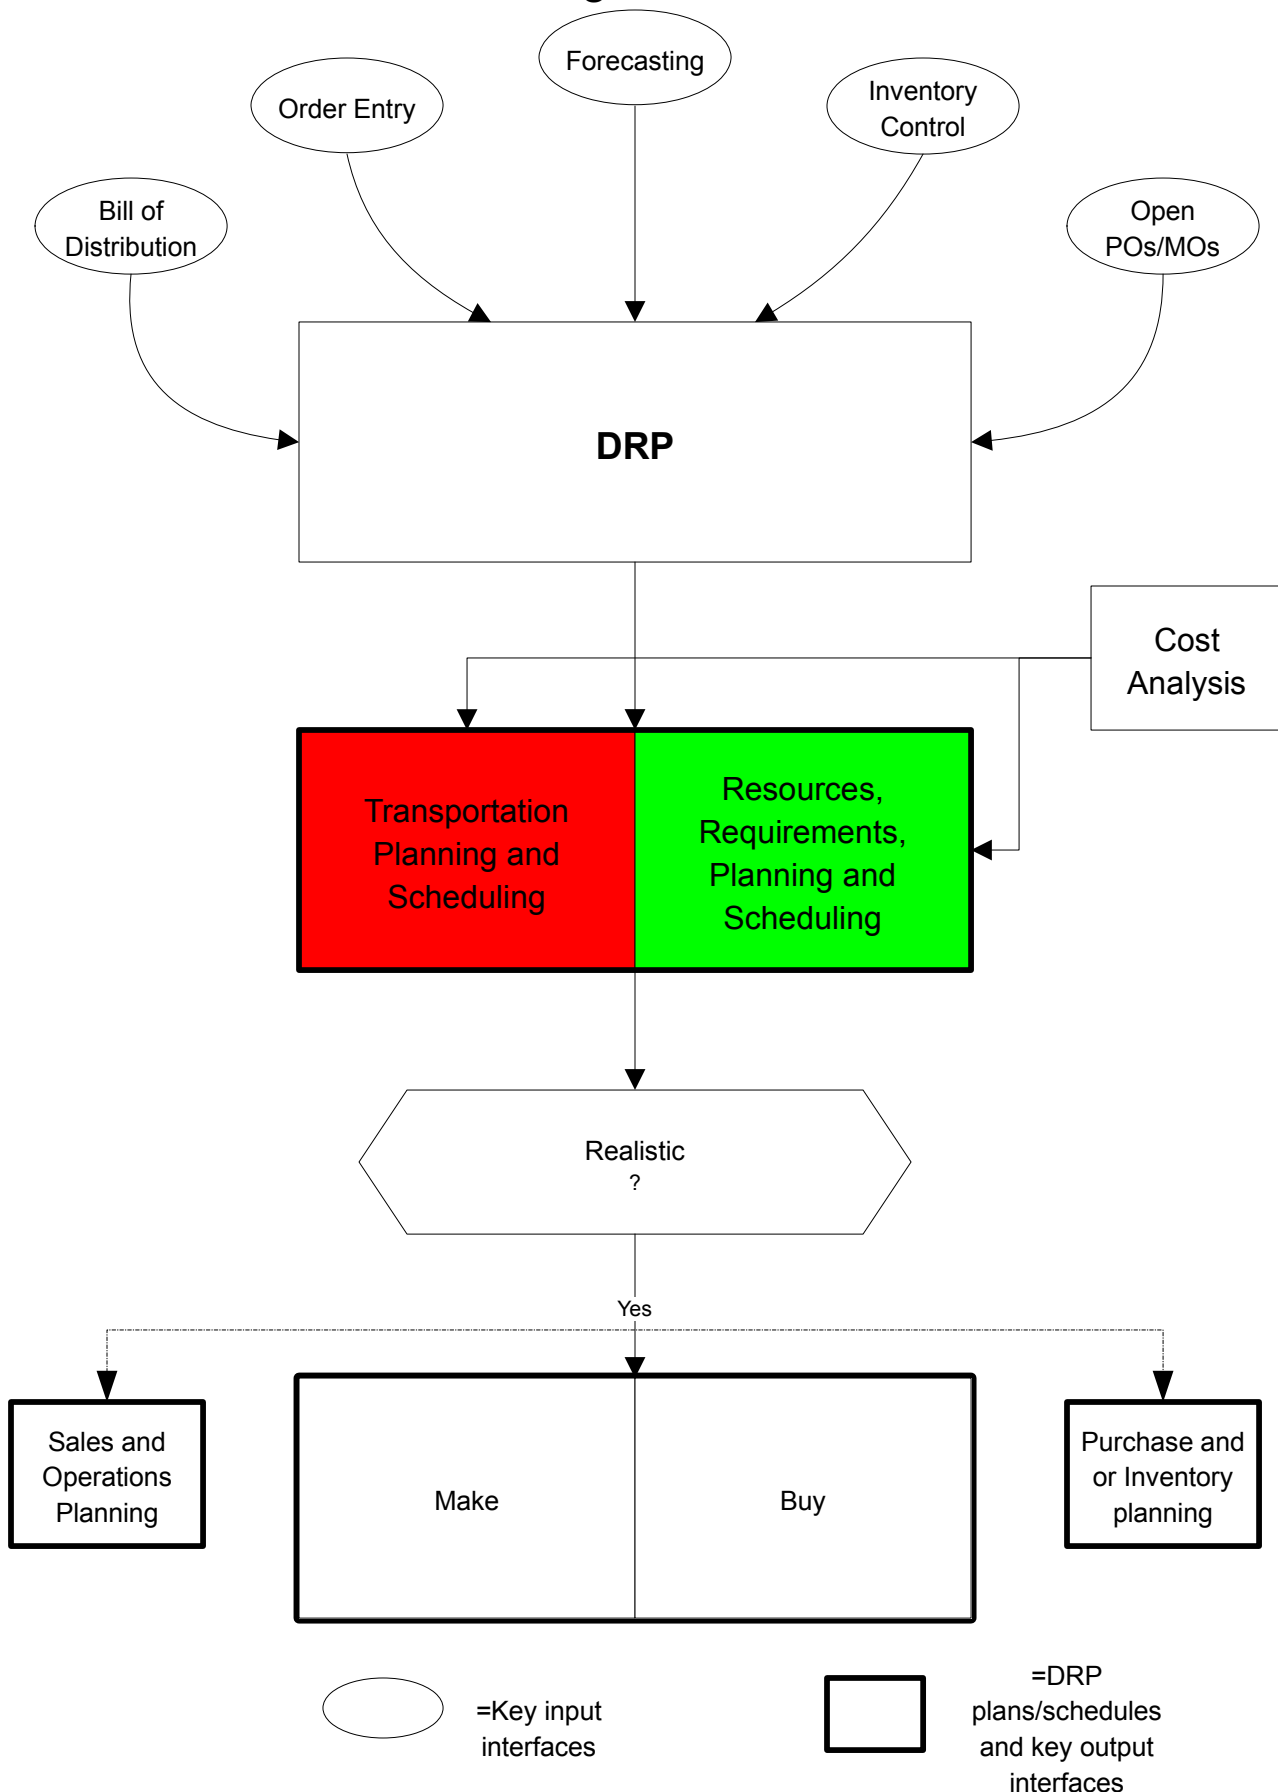 Forecasting
Order Entry
Inventory
Control
Bill of
Distribution
Open
POs/MOs
DRP
Cost
Analysis
Transportation
Planning and
Scheduling
Resources,
Requirements,
Planning and
Scheduling
Realistic
?
Yes
Sales and
Operations
Planning
Make
Buy
Purchase and
or Inventory
planning
=Key input
interfaces
=DRP
plans/schedules
and key output
interfaces